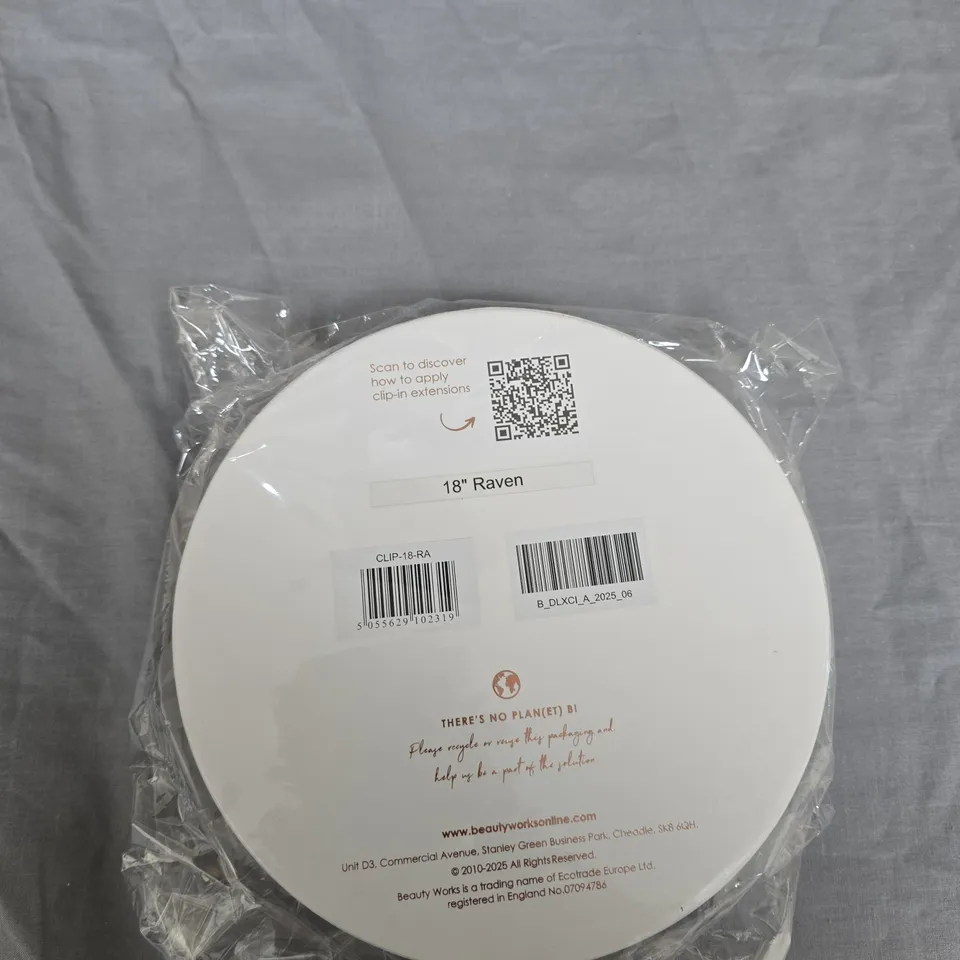 Scan to discover
how to apply
clip-in extensions
18" Raven
CLIP-18-RA
5 055629 102319
B_DLXCI_A_2025_06
THERE'S NO PLAN(ET) B!
Please recycle or reuse this packaging and
help us be a part of the solution
www.beautyworksonline.com
Unit D3, Commercial Avenue, Stanley Green Business Park, Cheadle, SK8 6QH.
© 2010-2025 All Rights Reserved.
Beauty Works is a trading name of Ecotrade Europe Ltd,
registered in England No.07094786